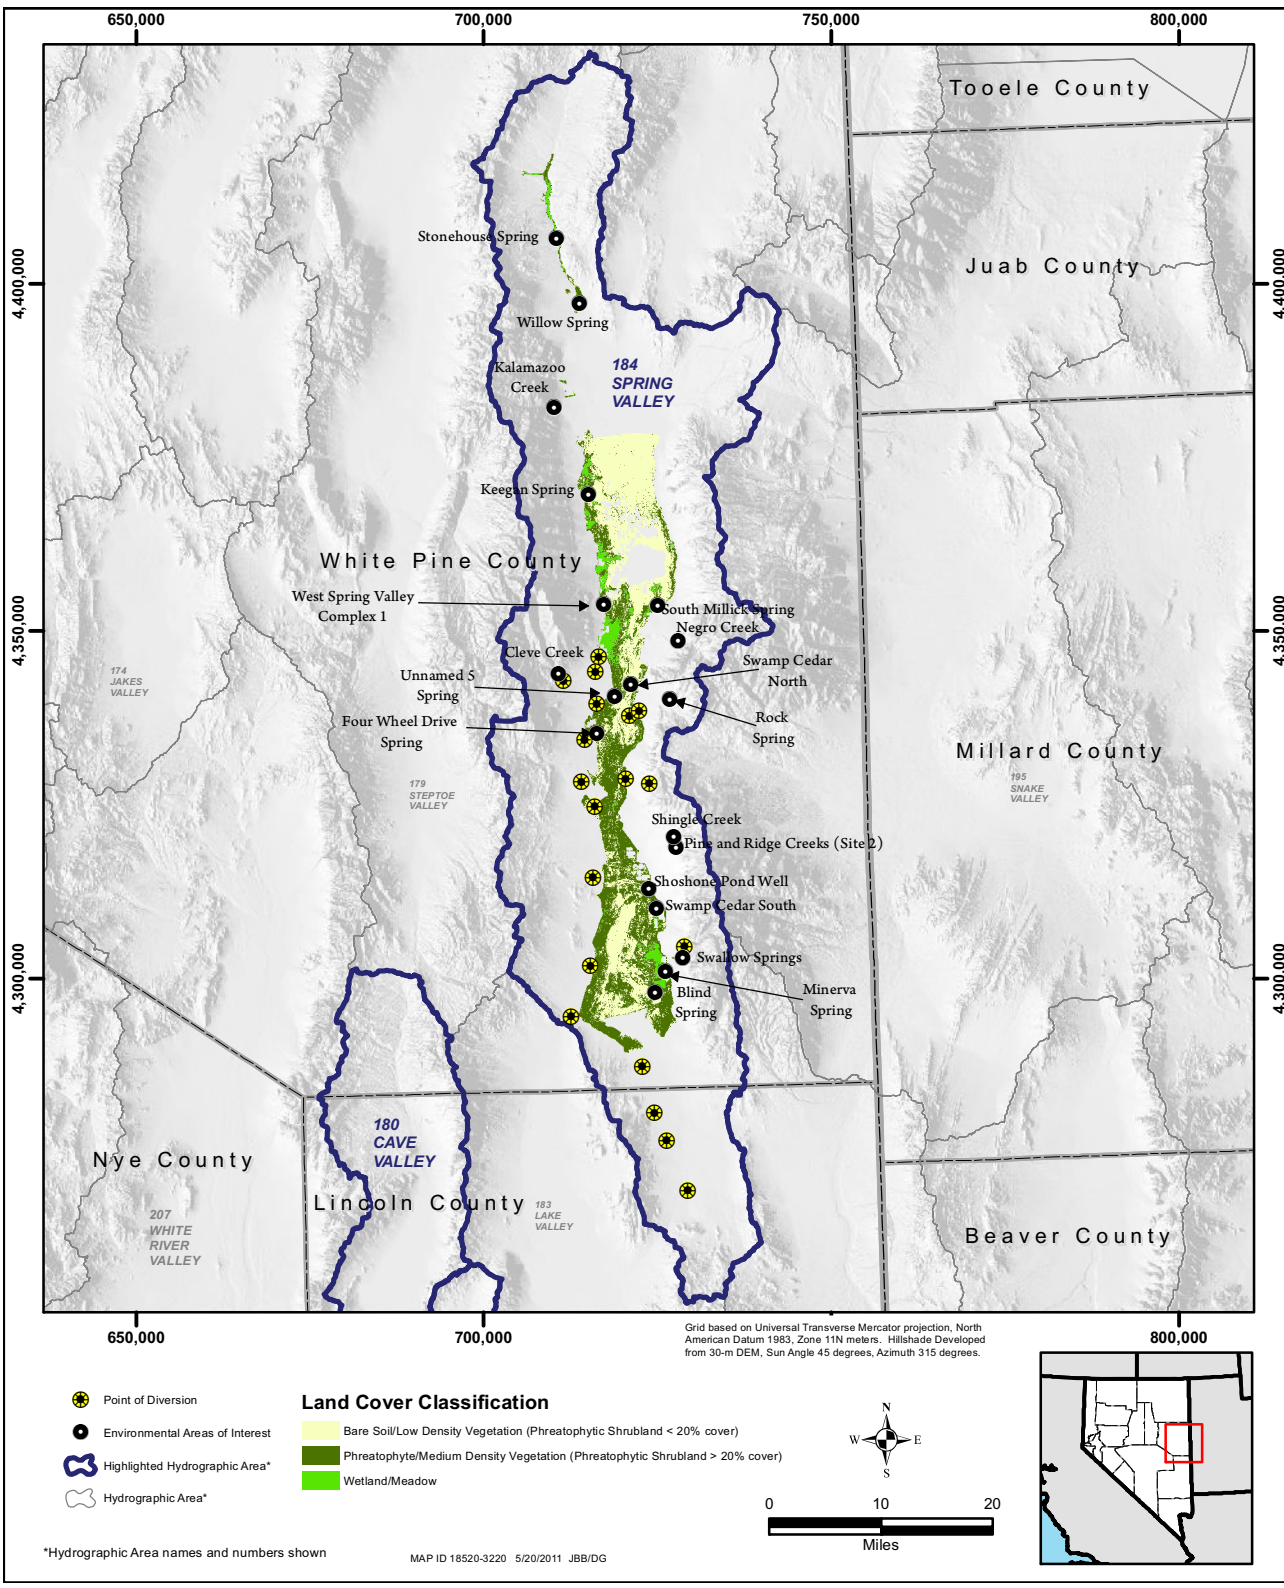 650,000
700,000
750,000
800,000
Tooele County
Juab County
Stonehouse Spring
4,400,000
4,400,000
Willow Spring
184
SPRING
VALLEY
Kalamazoo
Creek
Keegan Spring
White Pine County
West Spring Valley
Complex 1
South Millick Spring
Negro Creek
4,350,000
4,350,000
Cleve Creek
Swamp Cedar
North
174
JAKES
VALLEY
Unnamed 5
Spring
Four Wheel Drive
Spring
Rock
Spring
Millard County
179
STEPTOE
VALLEY
195
SNAKE
VALLEY
Shingle Creek
Pine and Ridge Creeks (Site 2)
Shoshone Pond Well
Swamp Cedar South
Swallow Springs
4,300,000
4,300,000
Blind
Spring
Minerva
Spring
180
CAVE
VALLEY
Nye County
Lincoln County
183
LAKE
VALLEY
207
WHITE
RIVER
VALLEY
Beaver County
650,000
700,000
800,000
Grid based on Universal Transverse Mercator projection, North
American Datum 1983, Zone 11N meters. Hillshade Developed
from 30-m DEM, Sun Angle 45 degrees, Azimuth 315 degrees.
Point of Diversion
Environmental Areas of Interest
Highlighted Hydrographic Area*
Hydrographic Area*
Land Cover Classification
Bare Soil/Low Density Vegetation (Phreatophytic Shrubland < 20% cover)
Phreatophyte/Medium Density Vegetation (Phreatophytic Shrubland > 20% cover)
Wetland/Meadow
N
W
E
S
0
10
20
Miles
*Hydrographic Area names and numbers shown
MAP ID 18520-3220 5/20/2011 JBB/DG